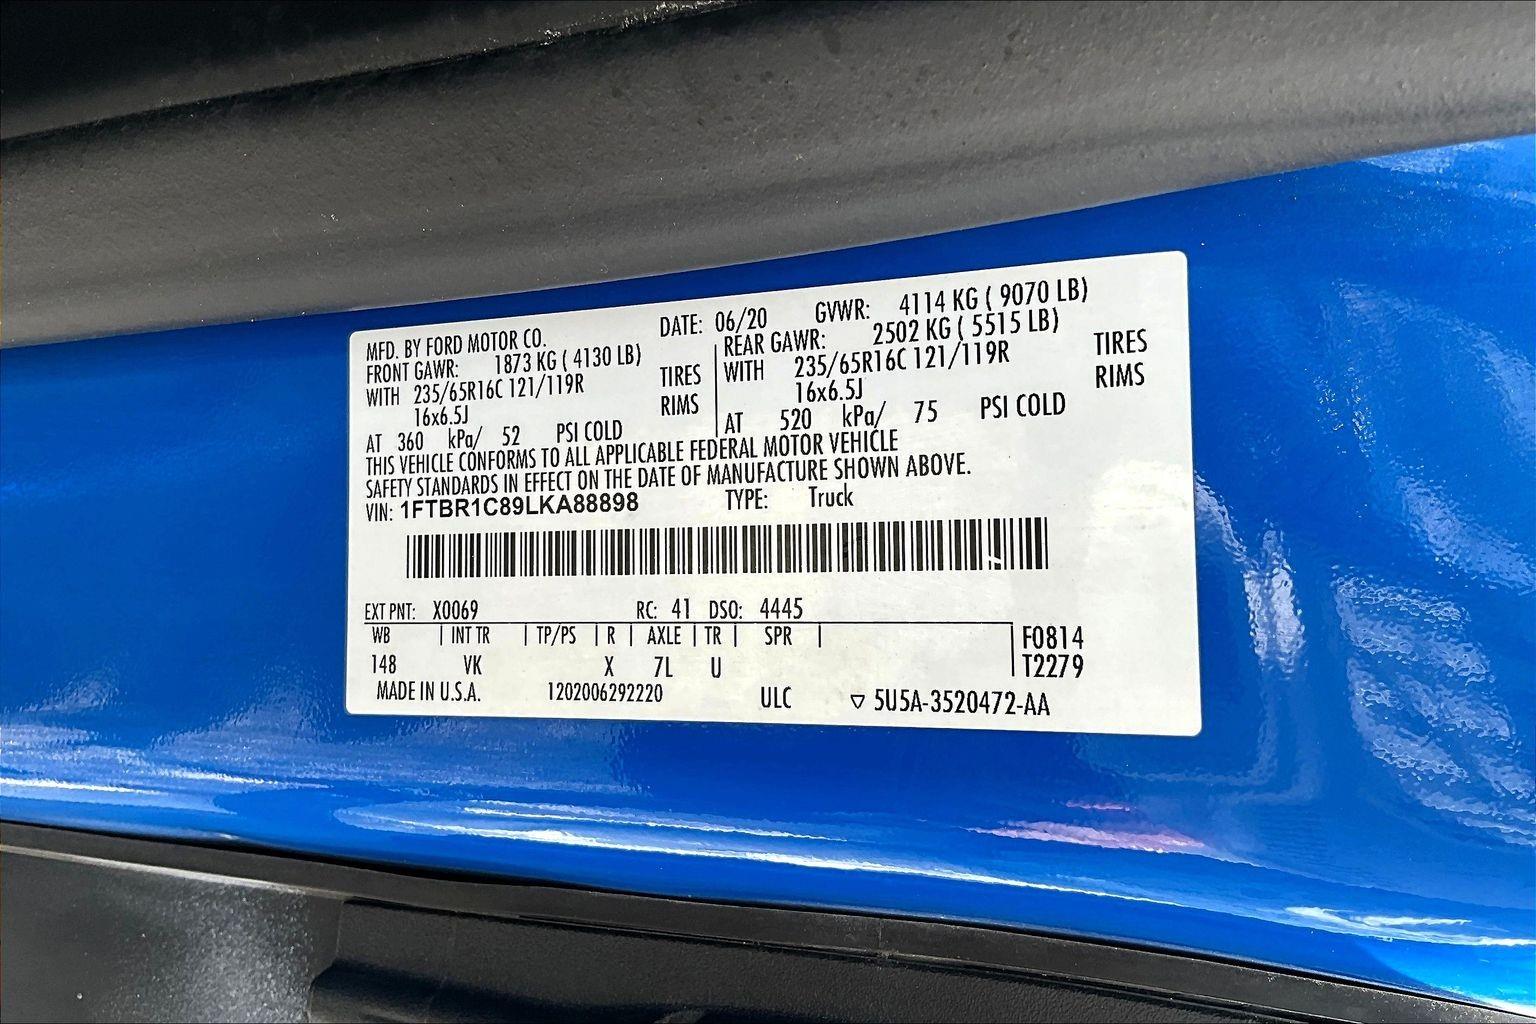 MFD. BY FORD MOTOR CO. DATE: 06/20 GVWR: 4114 KG ( 9070 LB)
FRONT GAWR: 1873 KG ( 4130 LB) REAR GAWR: 2502 KG ( 5515 LB)
WITH 235/65R16C 121/119R TIRES WITH 235/65R16C 121/119R TIRES
16x6.5J RIMS 16x6.5J RIMS
AT 360 kPa/ 52 PSI COLD AT 520 kPa/ 75 PSI COLD
THIS VEHICLE CONFORMS TO ALL APPLICABLE FEDERAL MOTOR VEHICLE
SAFETY STANDARDS IN EFFECT ON THE DATE OF MANUFACTURE SHOWN ABOVE.
VIN: 1FTBR1C89LKA88898 TYPE: Truck
EXT PNT: X0069 RC: 41 DSO: 4445
WB | INT TR | TP/PS | R | AXLE | TR | SPR | F0814
148 VK X 7L U T2279
MADE IN U.S.A. 1202006292220 ULC ▽ 5U5A-3520472-AA